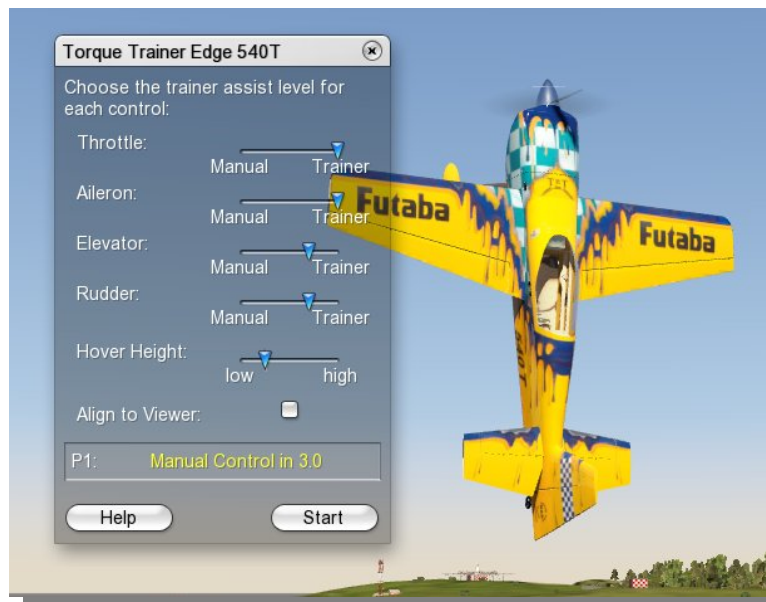 Torque Trainer Edge 540T
Choose the trainer assist level for
each control:
Throttle:
Manual Trainer
Aileron:
Manual Trainer
Elevator:
Manual Trainer
Rudder:
Manual Trainer
Hover Height:
low high
Align to Viewer:
P1: Manual Control in 3.0
Help Start
Futaba
Futaba
540T